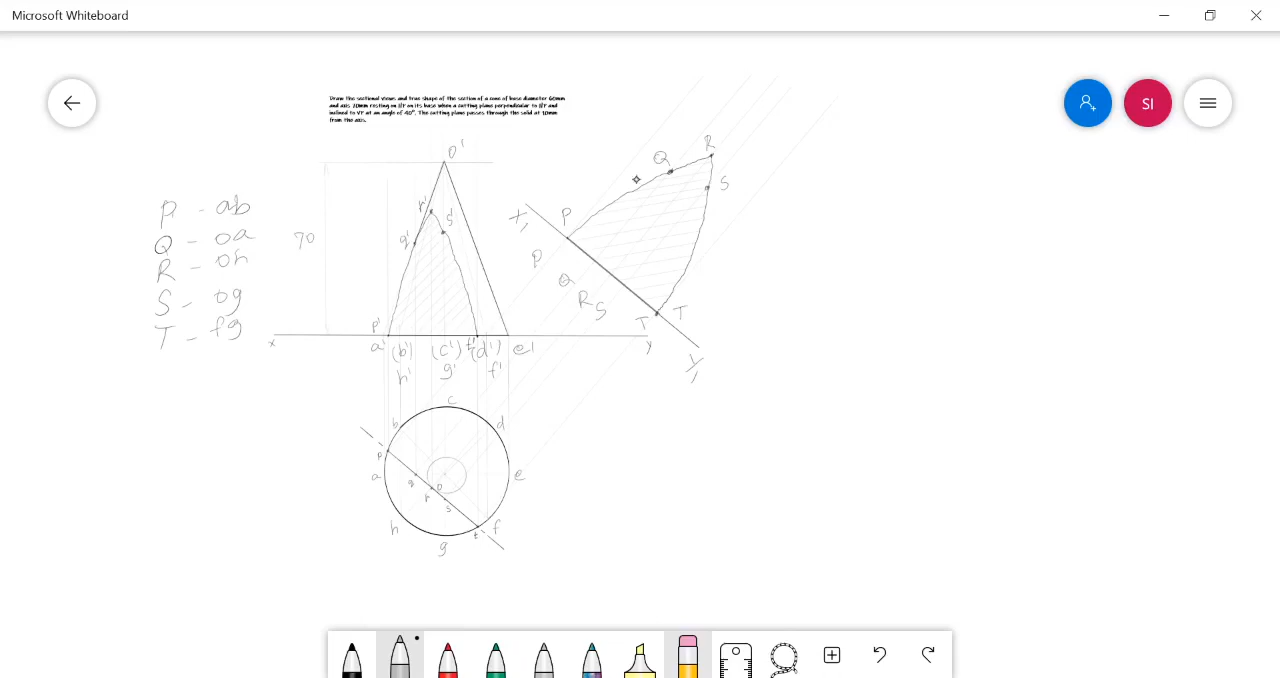 Microsoft Whiteboard
SI
Draw the sectional views and true shape of the section of a cone of base diameter 60mm
and axis 70mm resting on HP on its base when a cutting plane perpendicular to HP and
inclined to VP at an angle of 40°. The cutting plane passes through the solid at 10mm
from the axis.
P - ab
Q - oa
R - oh
S - og
T - fg
70
o'
r'
s'
q'
p'
x
a' (b') (c') t' (d') e'
h' g' f'
y
X1
P
Q
R
S
P
Q
R
S
T
T
Y1
c
b
d
p
a
e
q
o
r
s
h
f
t
g